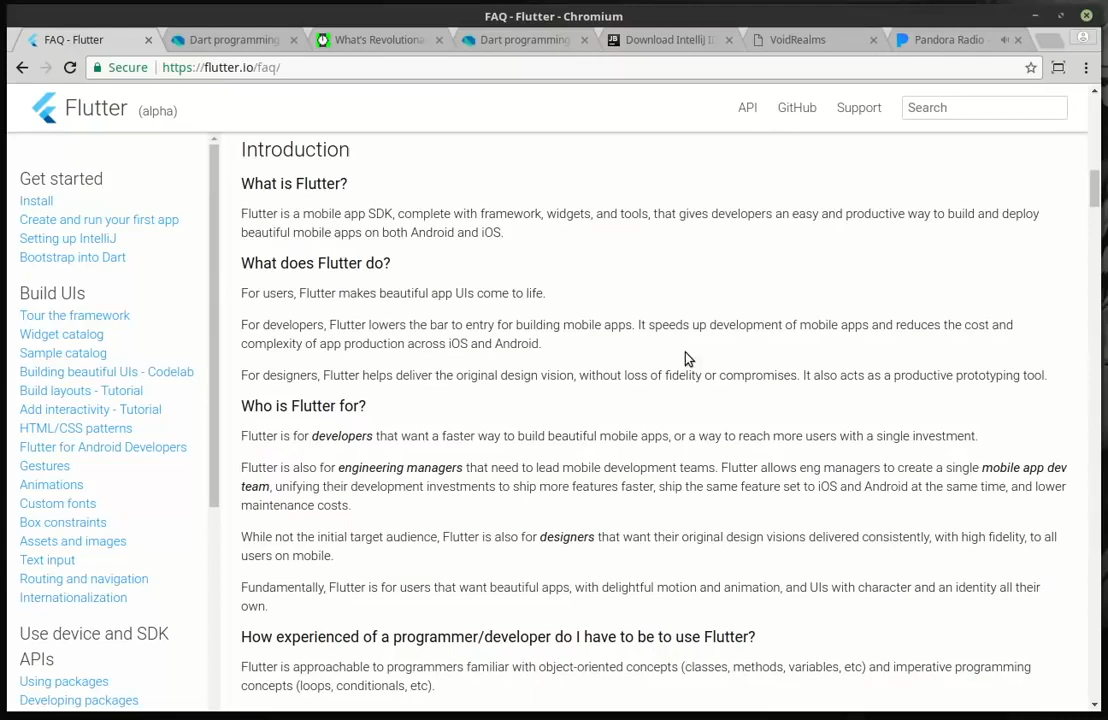 FAQ - Flutter - Chromium
FAQ - Flutter
Dart programming
What's Revolutiona
Dart programming
Download Intellij I
VoidRealms
Pandora Radio -
Secure
https://flutter.io/faq/
Flutter (alpha)
API
GitHub
Support
Search
Get started
Install
Create and run your first app
Setting up IntelliJ
Bootstrap into Dart
Build UIs
Tour the framework
Widget catalog
Sample catalog
Building beautiful UIs - Codelab
Build layouts - Tutorial
Add interactivity - Tutorial
HTML/CSS patterns
Flutter for Android Developers
Gestures
Animations
Custom fonts
Box constraints
Assets and images
Text input
Routing and navigation
Internationalization
Use device and SDK
APIs
Using packages
Developing packages
Introduction
What is Flutter?
Flutter is a mobile app SDK, complete with framework, widgets, and tools, that gives developers an easy and productive way to build and deploy
beautiful mobile apps on both Android and iOS.
What does Flutter do?
For users, Flutter makes beautiful app UIs come to life.
For developers, Flutter lowers the bar to entry for building mobile apps. It speeds up development of mobile apps and reduces the cost and
complexity of app production across iOS and Android.
For designers, Flutter helps deliver the original design vision, without loss of fidelity or compromises. It also acts as a productive prototyping tool.
Who is Flutter for?
Flutter is for developers that want a faster way to build beautiful mobile apps, or a way to reach more users with a single investment.
Flutter is also for engineering managers that need to lead mobile development teams. Flutter allows eng managers to create a single mobile app dev
team, unifying their development investments to ship more features faster, ship the same feature set to iOS and Android at the same time, and lower
maintenance costs.
While not the initial target audience, Flutter is also for designers that want their original design visions delivered consistently, with high fidelity, to all
users on mobile.
Fundamentally, Flutter is for users that want beautiful apps, with delightful motion and animation, and UIs with character and an identity all their
own.
How experienced of a programmer/developer do I have to be to use Flutter?
Flutter is approachable to programmers familiar with object-oriented concepts (classes, methods, variables, etc) and imperative programming
concepts (loops, conditionals, etc).